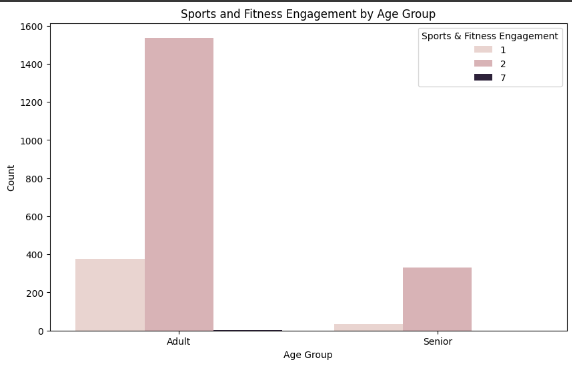 Sports and Fitness Engagement by Age Group
Sports & Fitness Engagement
1
2
7
1600
1400
1200
1000
800
600
400
200
0
Count
Adult
Senior
Age Group